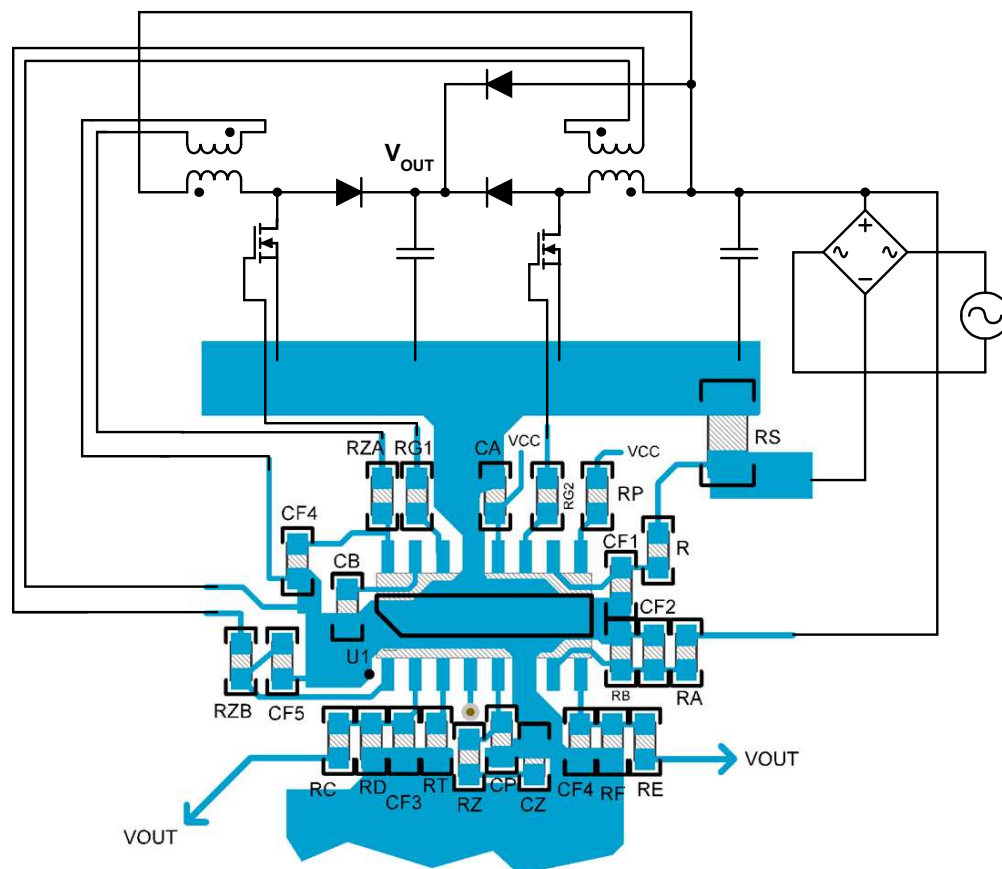 VOUT
+
−
RZA
RG1
CA
VCC
RG2
RP
VCC
RS
CF4
CB
CF1
R
CF2
U1
RZB
CF5
RB
RA
RC
RD
CF3
RT
RZ
CP
CZ
CF4
RF
RE
VOUT
VOUT